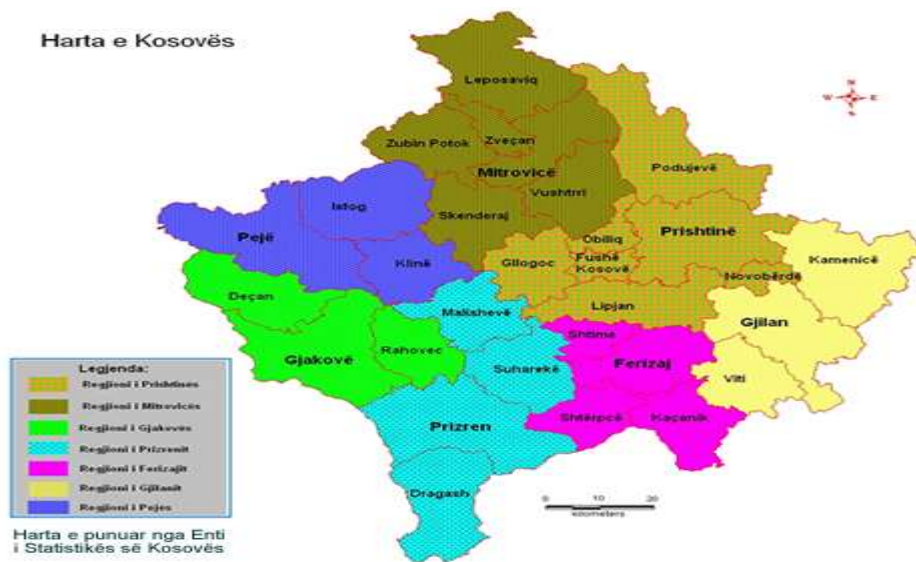 Harta e Kosovës
N
W E
S
Leposaviq
Zubin Potok
Zveçan
Mitrovicë
Vushtrri
Skenderaj
Podujevë
Istog
Pejë
Klinë
Obiliq
Prishtinë
Fushë
Kosovë
Gllogoc
Novobërdë
Kamenicë
Lipjan
Deçan
Malishevë
Shtime
Gjilan
Gjakovë
Rahovec
Ferizaj
Suharekë
Viti
Shtërpcë
Kaçanik
Prizren
Dragash
Legjenda:
Regjioni i Prishtinës
Regjioni i Mitrovicës
Regjioni i Gjakovës
Regjioni i Prizrenit
Regjioni i Ferizajit
Regjioni i Gjilanit
Regjioni i Pejës
0 10 20
kilometers
Harta e punuar nga Enti
i Statistikës së Kosovës